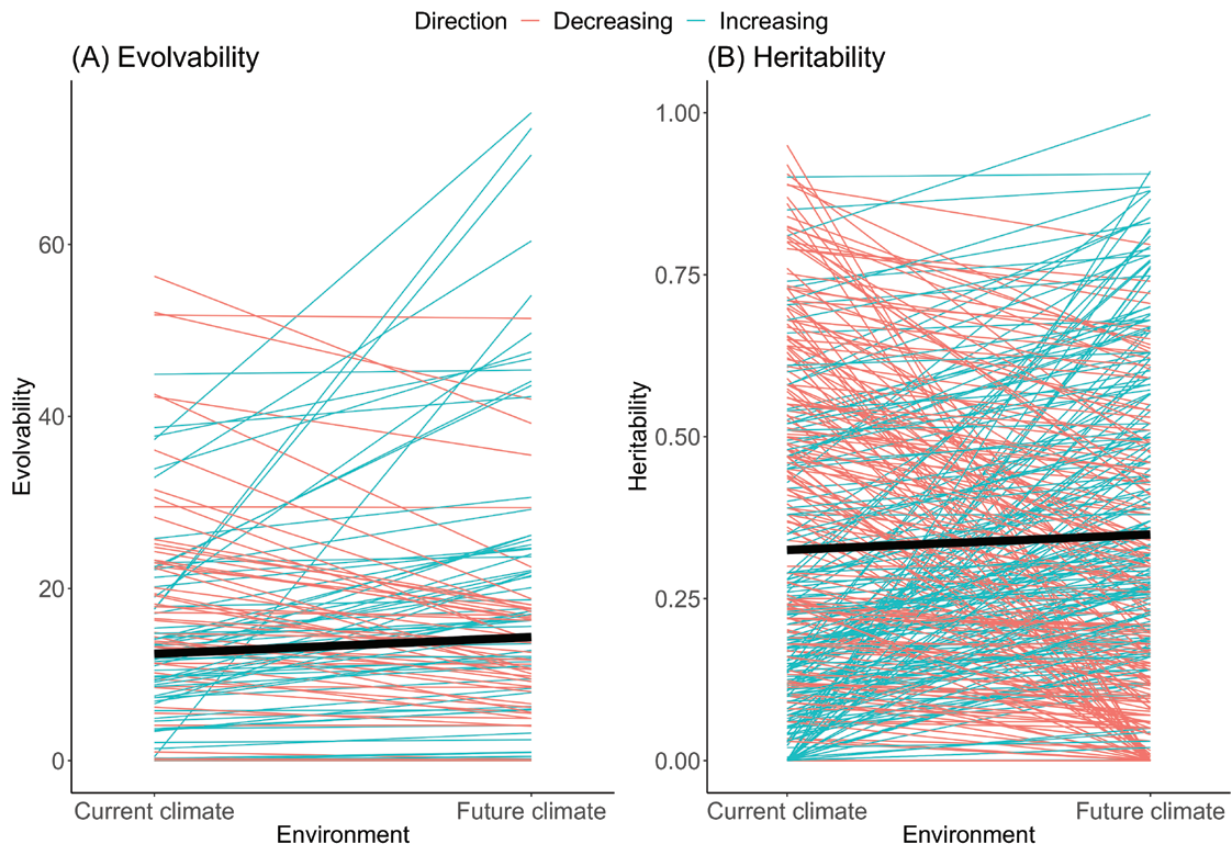 Direction Decreasing Increasing
(A) Evolvability
(B) Heritability
Evolvability
60
40
20
0
Current climate
Future climate
Environment
Heritability
1.00
0.75
0.50
0.25
0.00
Current climate
Future climate
Environment